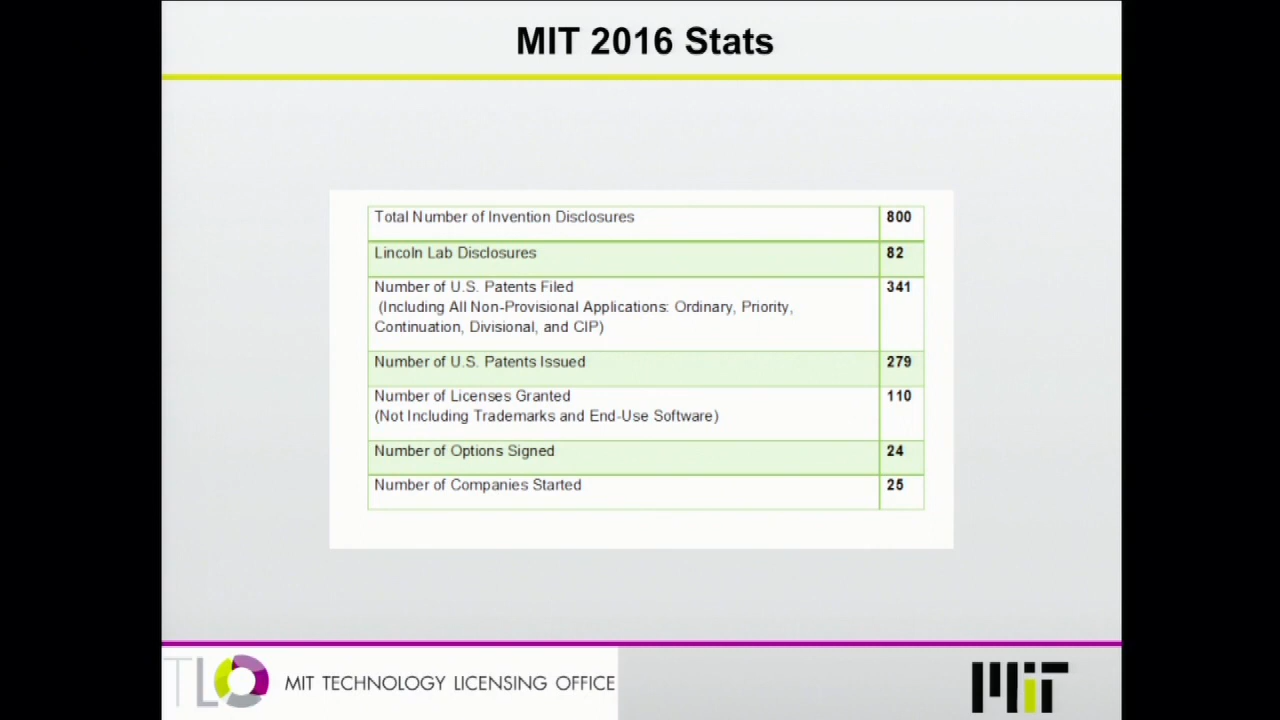 MIT 2016 Stats
Total Number of Invention Disclosures 800
Lincoln Lab Disclosures 82
Number of U.S. Patents Filed 341
(Including All Non-Provisional Applications: Ordinary, Priority,
Continuation, Divisional, and CIP)
Number of U.S. Patents Issued 279
Number of Licenses Granted 110
(Not Including Trademarks and End-Use Software)
Number of Options Signed 24
Number of Companies Started 25
TLO MIT TECHNOLOGY LICENSING OFFICE
MIT